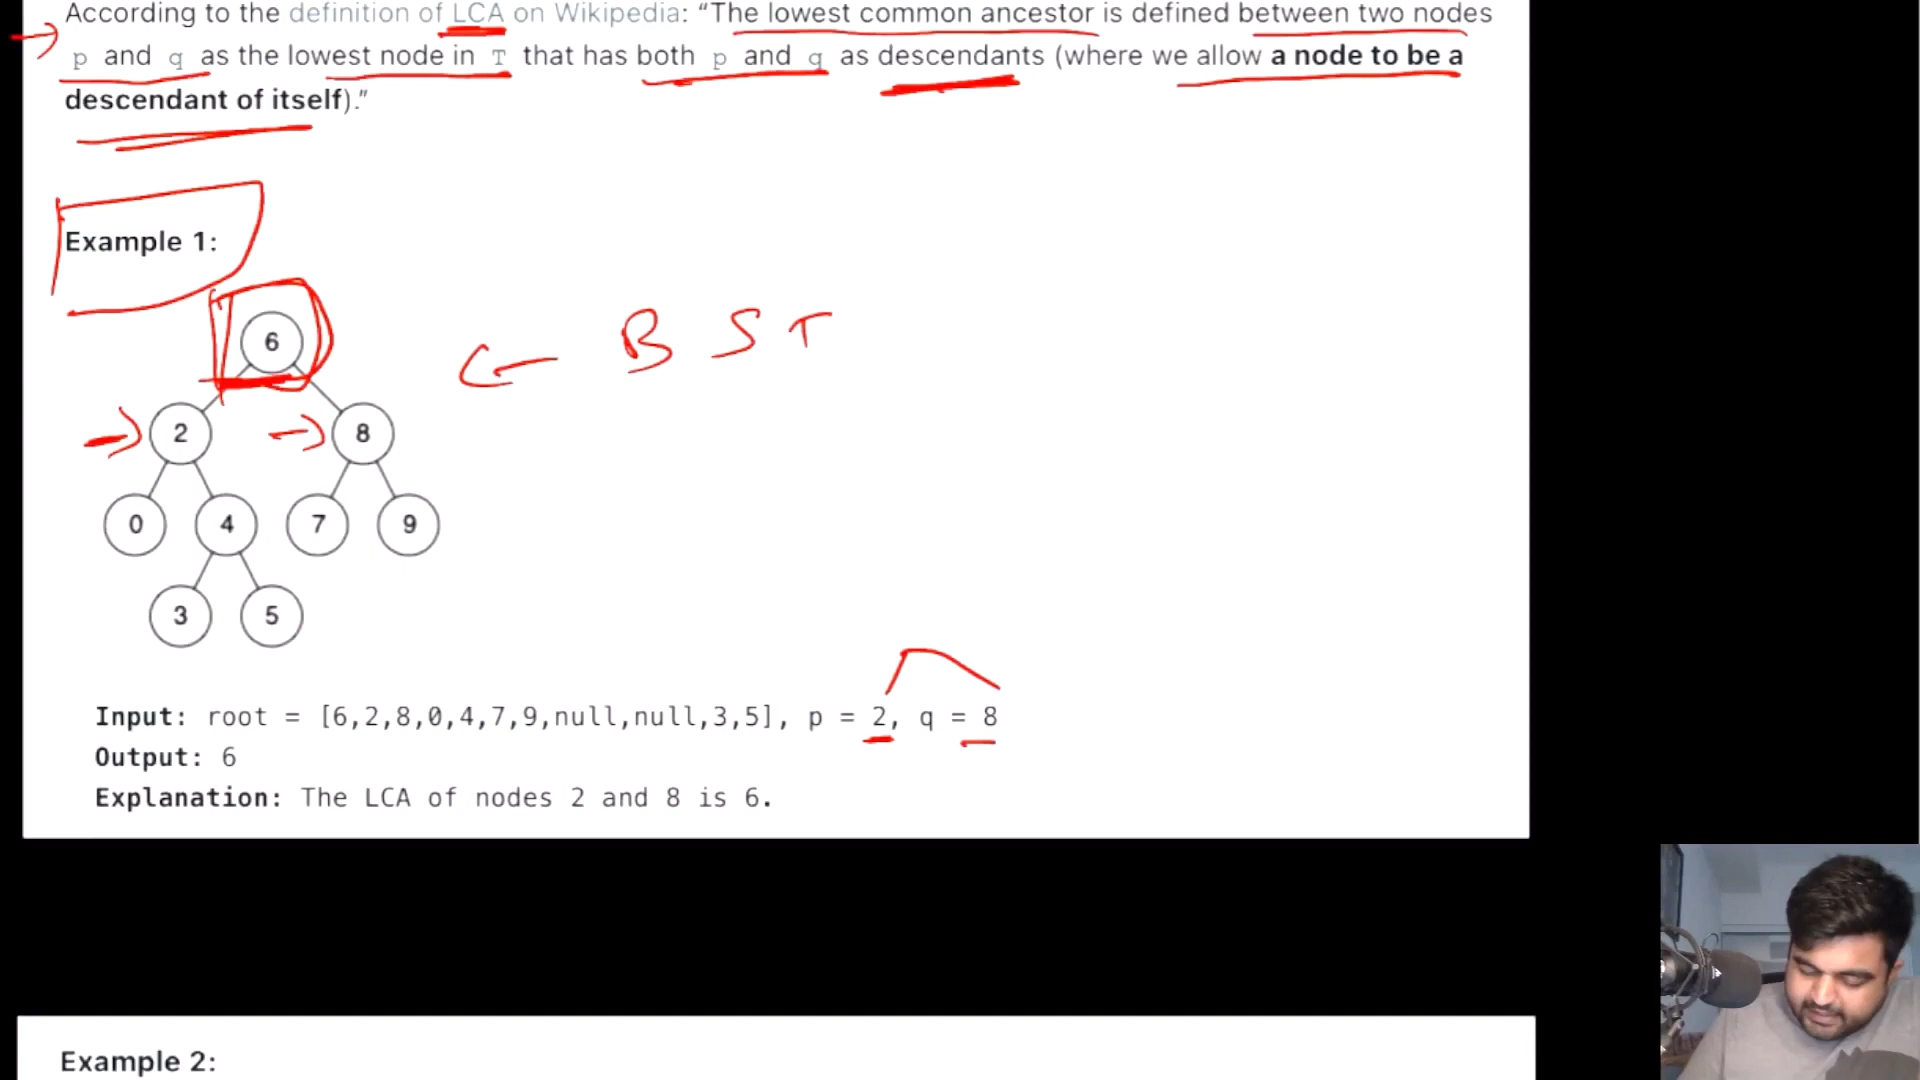 According to the definition of LCA on Wikipedia: “The lowest common ancestor is defined between two nodes
p and q as the lowest node in T that has both p and q as descendants (where we allow a node to be a
descendant of itself).”
Example 1:
6
B S T
2
8
0
4
7
9
3
5
Input: root = [6,2,8,0,4,7,9,null,null,3,5], p = 2, q = 8
Output: 6
Explanation: The LCA of nodes 2 and 8 is 6.
Example 2: